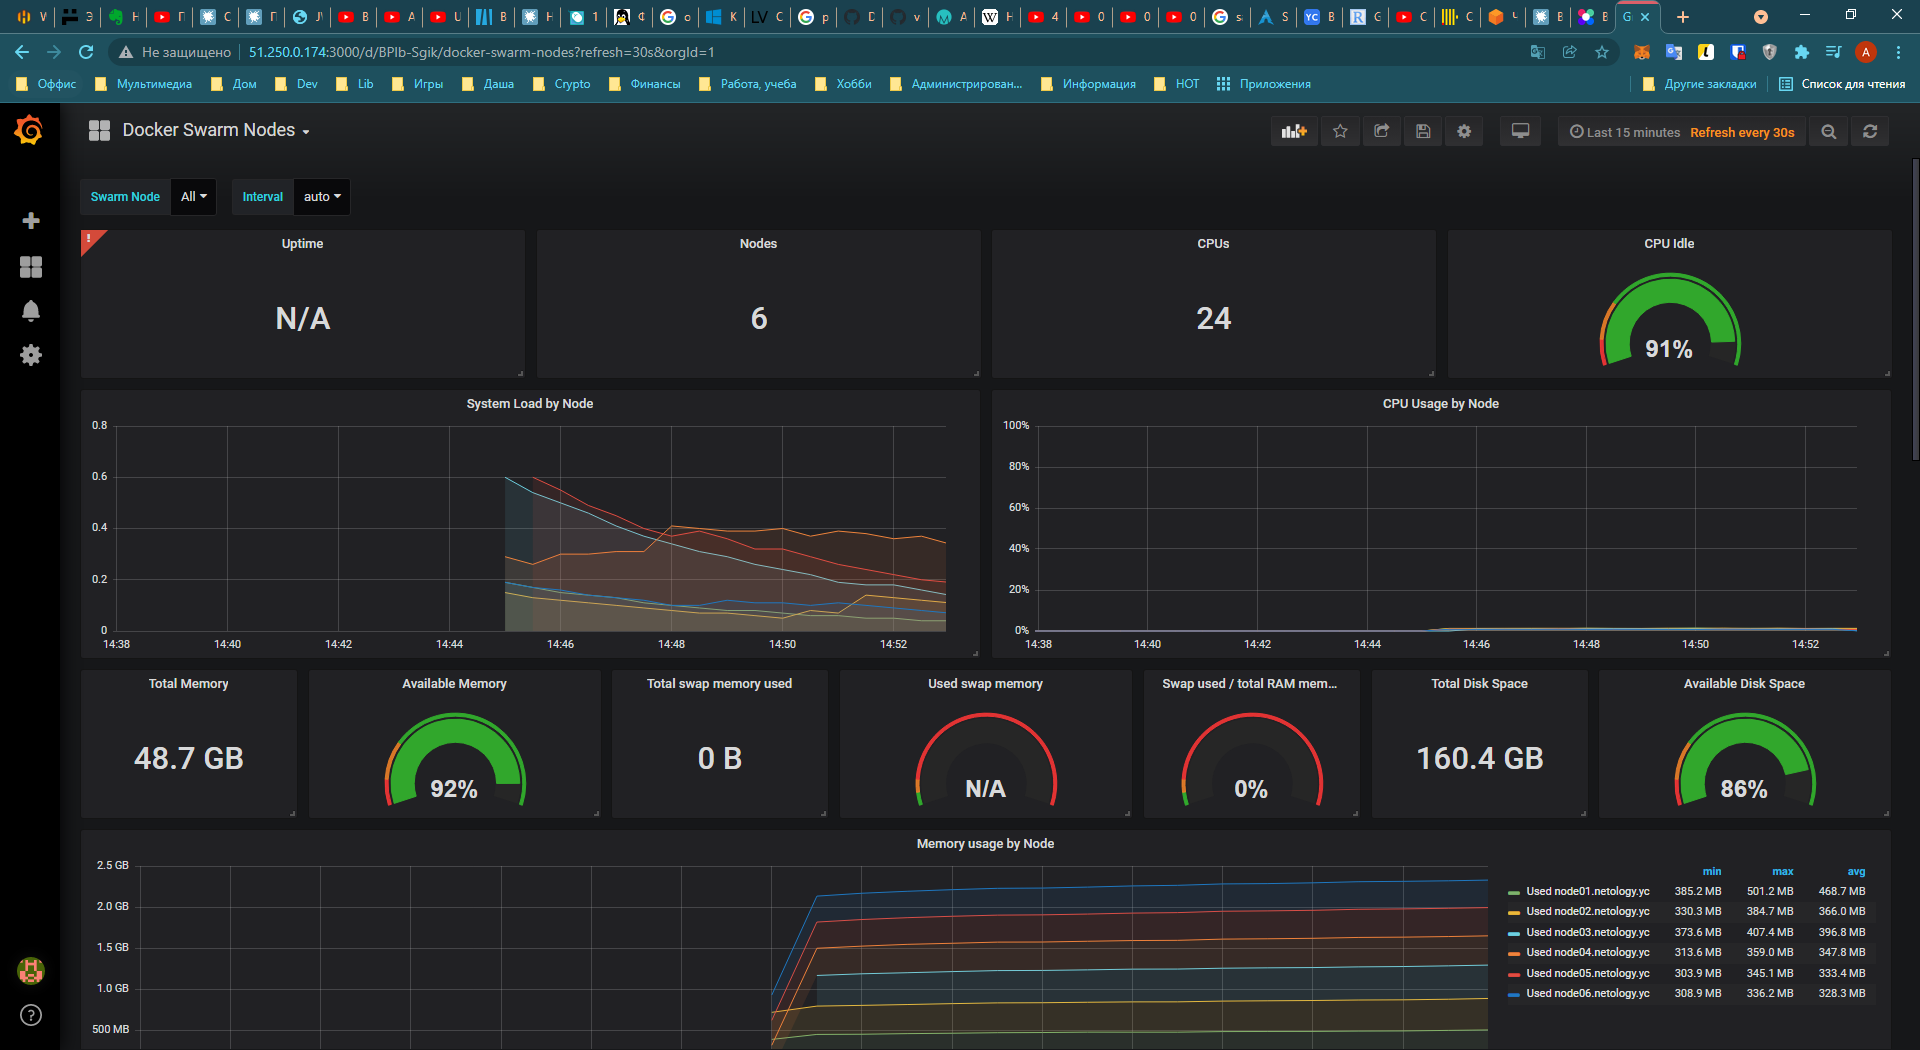 Не защищено
51.250.0.174:3000/d/BPlb-Sgik/docker-swarm-nodes?refresh=30s&orgId=1
Оффис Мультимедиа Дом Dev Lib Игры Даша Crypto Финансы Работа, учеба Хобби Администрирован... Информация НОТ Приложения Другие закладки Список для чтения
Docker Swarm Nodes
Last 15 minutes Refresh every 30s
Swarm Node All Interval auto
Uptime
N/A
Nodes
6
CPUs
24
CPU Idle
91%
System Load by Node
0.8
0.6
0.4
0.2
0
14:38 14:40 14:42 14:44 14:46 14:48 14:50 14:52
CPU Usage by Node
100%
80%
60%
40%
20%
0%
14:38 14:40 14:42 14:44 14:46 14:48 14:50 14:52
Total Memory
48.7 GB
Available Memory
92%
Total swap memory used
0 B
Used swap memory
N/A
Swap used / total RAM mem...
0%
Total Disk Space
160.4 GB
Available Disk Space
86%
Memory usage by Node
2.5 GB
2.0 GB
1.5 GB
1.0 GB
500 MB
min max avg
Used node01.netology.yc 385.2 MB 501.2 MB 468.7 MB
Used node02.netology.yc 330.3 MB 384.7 MB 366.0 MB
Used node03.netology.yc 373.6 MB 407.4 MB 396.8 MB
Used node04.netology.yc 313.6 MB 359.0 MB 347.8 MB
Used node05.netology.yc 303.9 MB 345.1 MB 333.4 MB
Used node06.netology.yc 308.9 MB 336.2 MB 328.3 MB